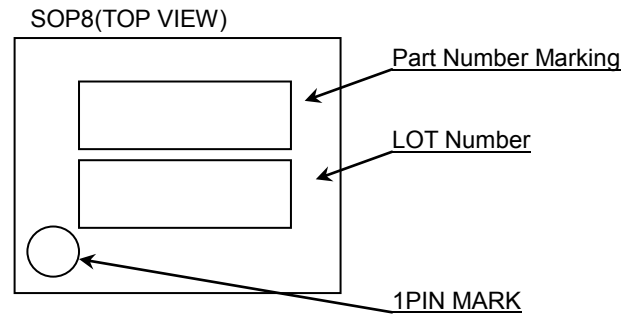 SOP8(TOP VIEW)
Part Number Marking
LOT Number
1PIN MARK